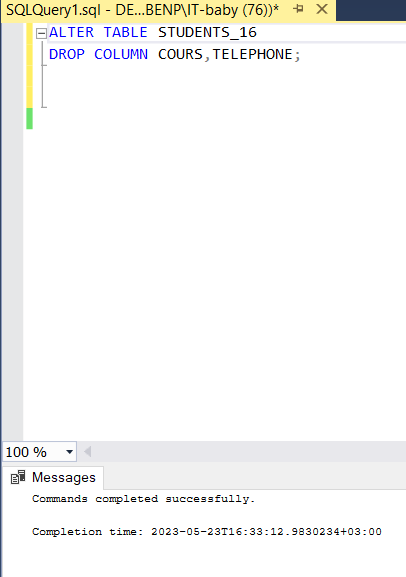 SQLQuery1.sql - DE...BENP\IT-baby (76))*
ALTER TABLE STUDENTS_16
DROP COLUMN COURS,TELEPHONE;
100 %
Messages
Commands completed successfully.
Completion time: 2023-05-23T16:33:12.9830234+03:00